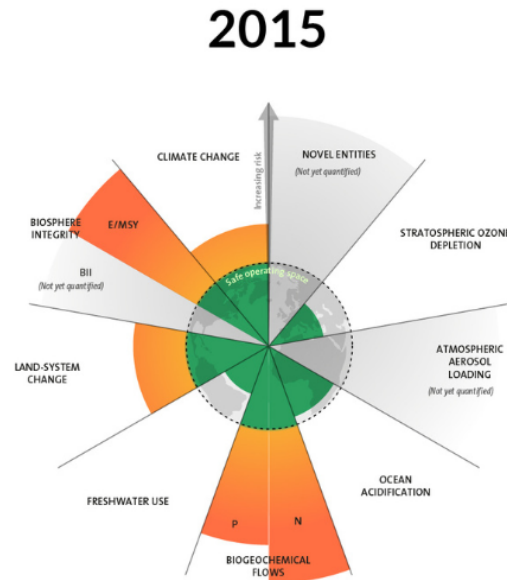 2015
CLIMATE CHANGE
Increasing risk
NOVEL ENTITIES
(Not yet quantified)
STRATOSPHERIC OZONE
DEPLETION
ATMOSPHERIC
AEROSOL
LOADING
(Not yet quantified)
OCEAN
ACIDIFICATION
BIOGEOCHEMICAL
FLOWS
P
N
FRESHWATER USE
LAND-SYSTEM
CHANGE
BIOSPHERE
INTEGRITY
E/MSY
BII
(Not yet quantified)
Safe operating space